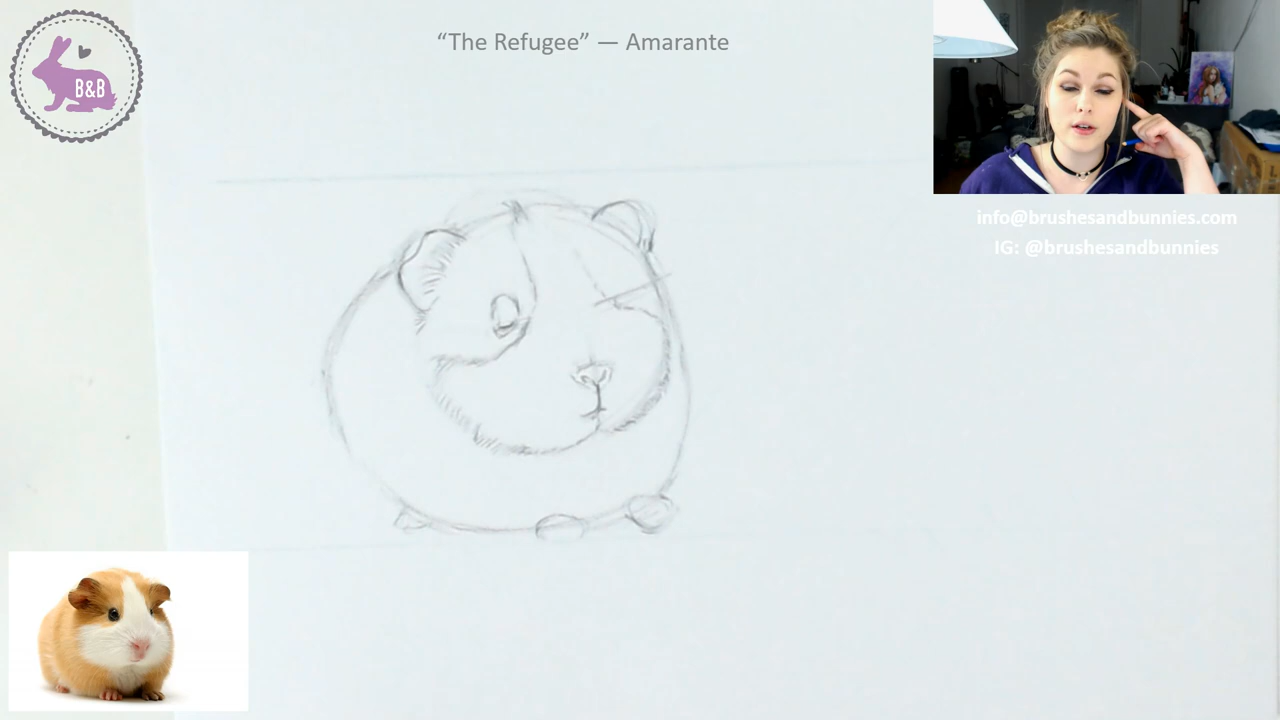 B&B
“The Refugee” — Amarante
info@brushesandbunnies.com
IG: @brushesandbunnies